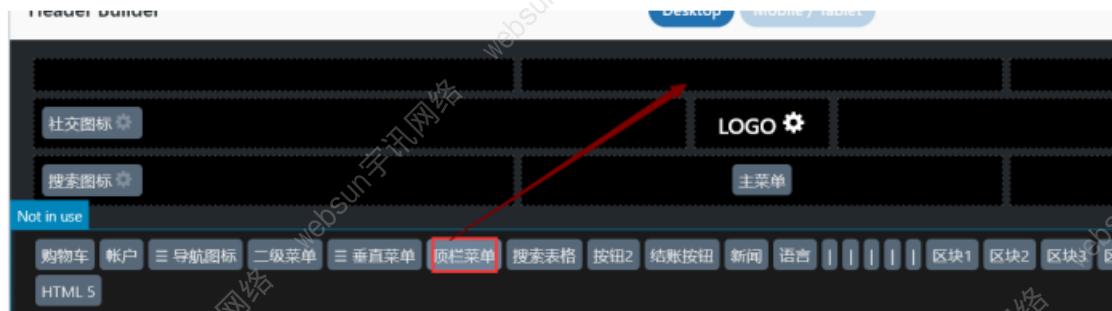 Header Builder Desktop Mobile / Tablet
社交图标 LOGO
搜索图标 主菜单
Not in use
购物车 帐户 ☰ 导航图标 二级菜单 ☰ 垂直菜单 顶栏菜单 搜索表格 按钮2 结账按钮 新闻 语言 | | | | | 区块1 区块2 区块3
HTML 5
websun宇讯网络